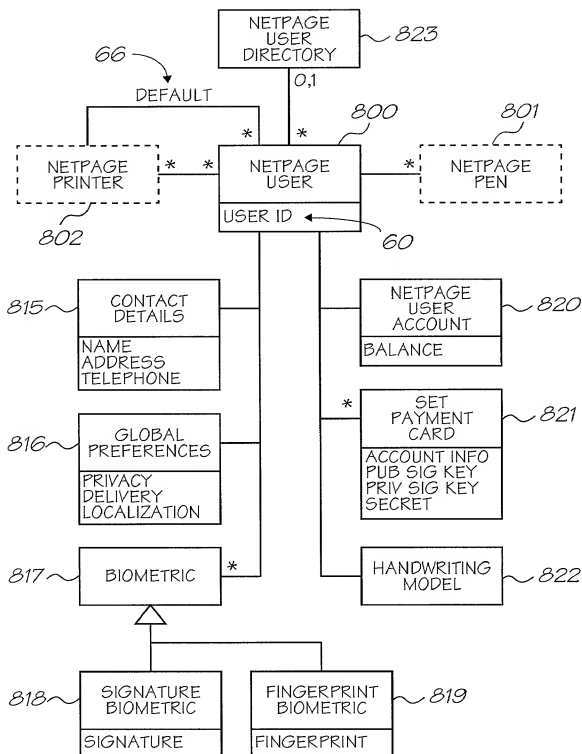 NETPAGE
USER
DIRECTORY
823
66
0,1
DEFAULT
800
801
*
*
NETPAGE
PRINTER
*
*
NETPAGE
USER
*
NETPAGE
PEN
802
USER ID
60
815
CONTACT
DETAILS
NAME
ADDRESS
TELEPHONE
NETPAGE
USER
ACCOUNT
820
BALANCE
816
GLOBAL
PREFERENCES
PRIVACY
DELIVERY
LOCALIZATION
*
SET
PAYMENT
CARD
821
ACCOUNT INFO
PUB SIG KEY
PRIV SIG KEY
SECRET
817
BIOMETRIC
*
HANDWRITING
MODEL
822
818
SIGNATURE
BIOMETRIC
SIGNATURE
FINGERPRINT
BIOMETRIC
819
FINGERPRINT